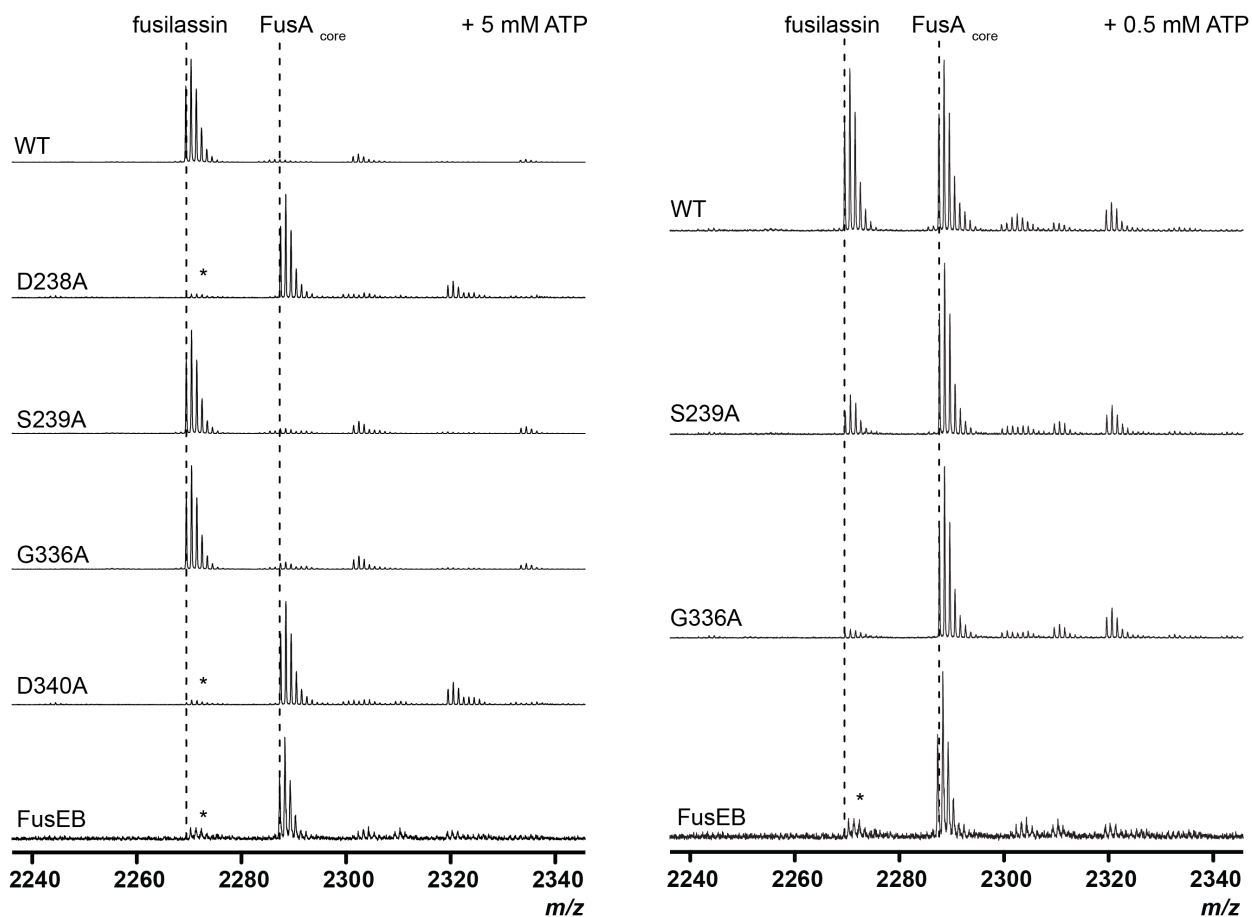 fusilassin FusA core + 5 mM ATP
WT
D238A
*
S239A
G336A
D340A
*
FusEB
*
2240 2260 2280 2300 2320 2340
m/z
fusilassin FusA core + 0.5 mM ATP
WT
S239A
G336A
FusEB
*
2240 2260 2280 2300 2320 2340
m/z